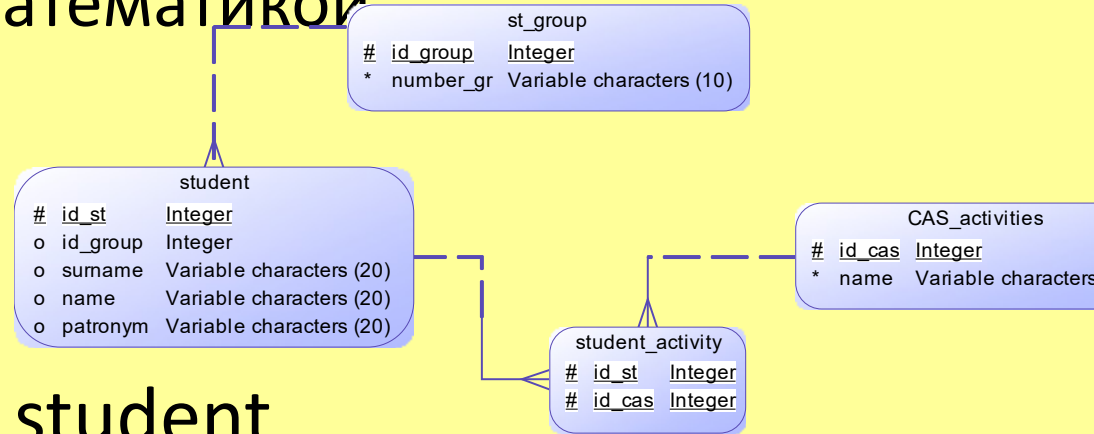 атематикой
st_group
# id_group Integer
* number_gr Variable characters (10)
student
# id_st Integer
o id_group Integer
o surname Variable characters (20)
o name Variable characters (20)
o patronym Variable characters (20)
CAS_activities
# id_cas Integer
* name Variable characters
student_activity
# id_st Integer
# id_cas Integer
student